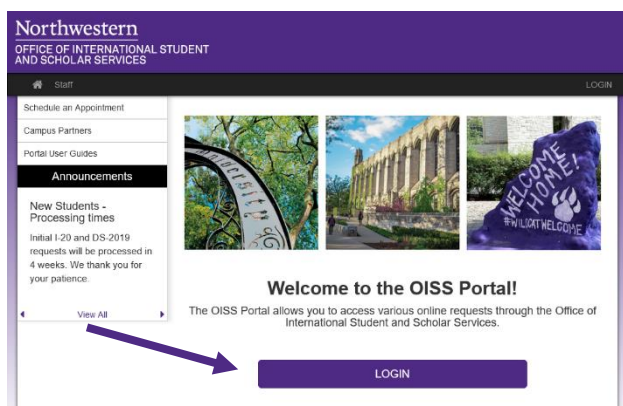 Northwestern
OFFICE OF INTERNATIONAL STUDENT
AND SCHOLAR SERVICES
Staff
LOGIN
Schedule an Appointment
Campus Partners
Portal User Guides
Announcements
New Students -
Processing times
Initial I-20 and DS-2019
requests will be processed in
4 weeks. We thank you for
your patience.
View All
University
WELCOME
HOME!
#WILDCATWELCOME
Welcome to the OISS Portal!
The OISS Portal allows you to access various online requests through the Office of
International Student and Scholar Services.
LOGIN